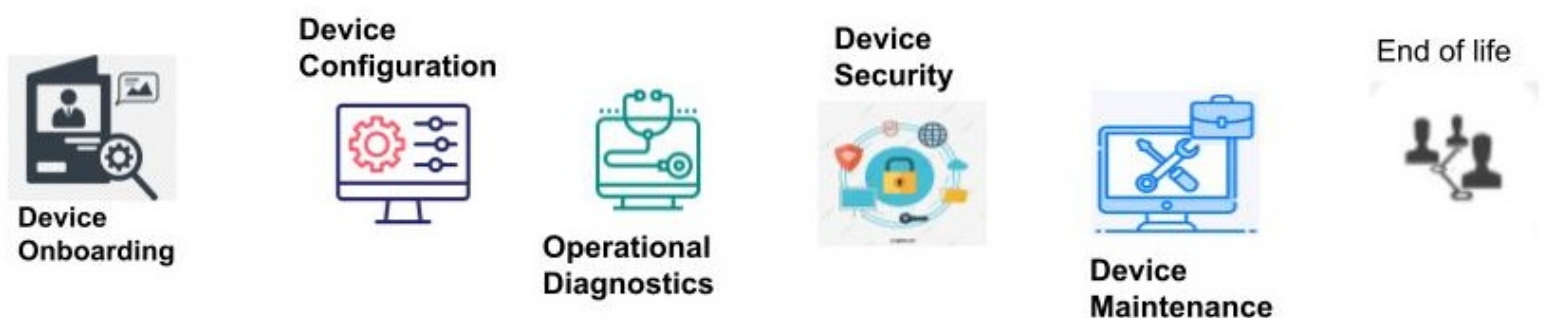 Device
Onboarding
Device
Configuration
Operational
Diagnostics
Device
Security
Device
Maintenance
End of life